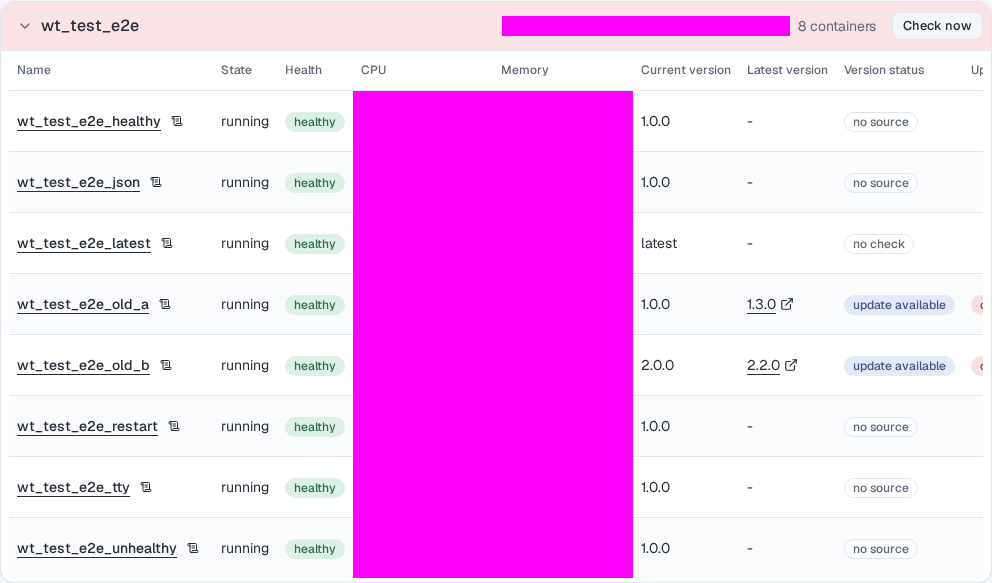 wt_test_e2e 8 containers Check now
Name State Health CPU Memory Current version Latest version Version status Up
wt_test_e2e_healthy running healthy 1.0.0 - no source
wt_test_e2e_json running healthy 1.0.0 - no source
wt_test_e2e_latest running healthy latest - no check
wt_test_e2e_old_a running healthy 1.0.0 1.3.0 update available
wt_test_e2e_old_b running healthy 2.0.0 2.2.0 update available
wt_test_e2e_restart running healthy 1.0.0 - no source
wt_test_e2e_tty running healthy 1.0.0 - no source
wt_test_e2e_unhealthy running healthy 1.0.0 - no source